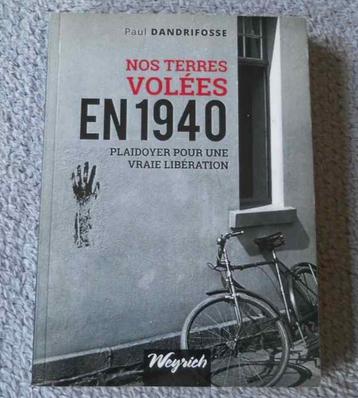 Paul DANDRIFOSSE
NOS TERRES
VOLÉES
EN 1940
PLAIDOYER POUR UNE
VRAIE LIBÉRATION
Weyrich